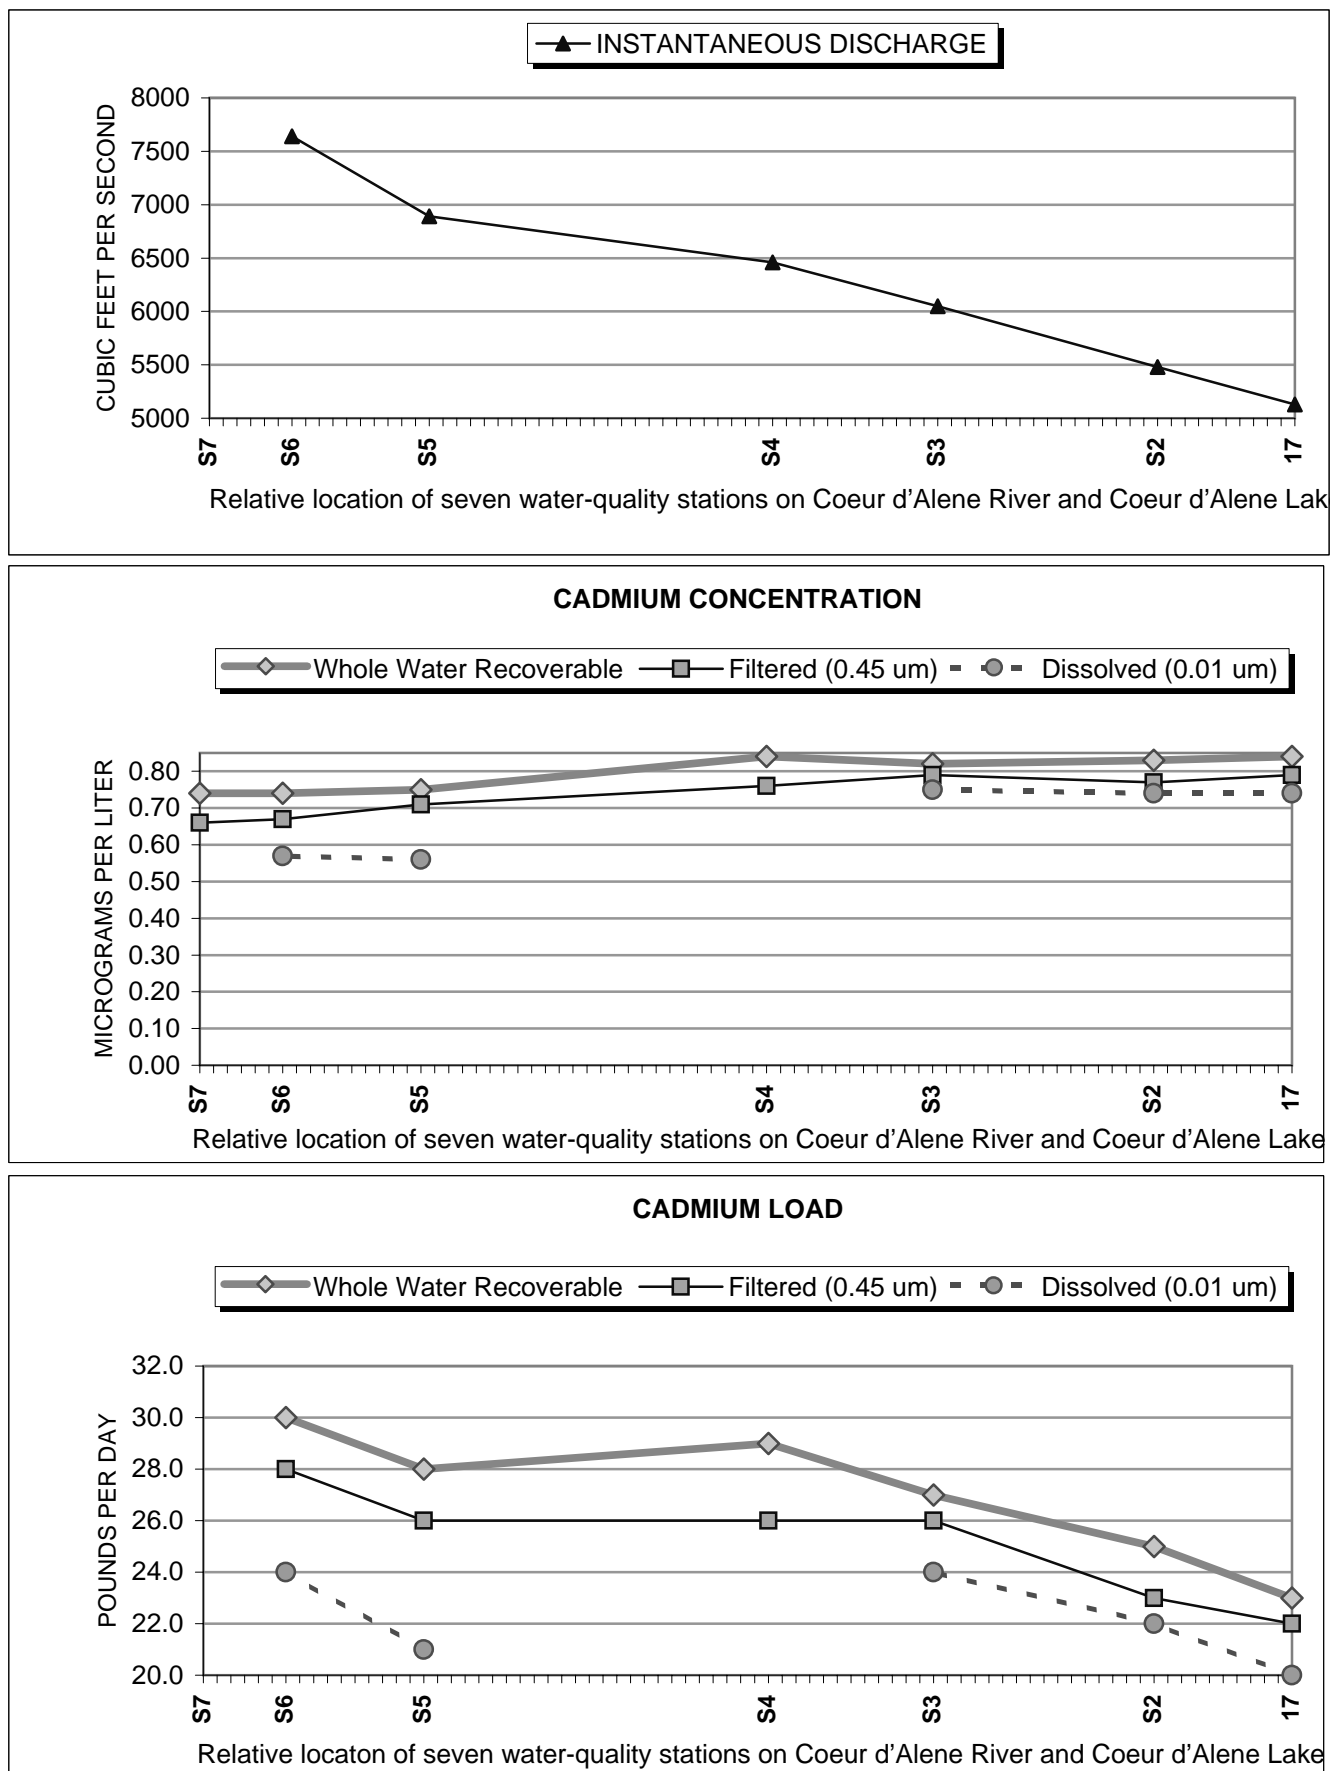 INSTANTANEOUS DISCHARGE
CUBIC FEET PER SECOND
8000
7500
7000
6500
6000
5500
5000
S7 S6 S5 S4 S3 S2 17
Relative location of seven water-quality stations on Coeur d’Alene River and Coeur d’Alene Lak
CADMIUM CONCENTRATION
Whole Water Recoverable Filtered (0.45 um) Dissolved (0.01 um)
MICROGRAMS PER LITER
0.80
0.70
0.60
0.50
0.40
0.30
0.20
0.10
0.00
S7 S6 S5 S4 S3 S2 17
Relative location of seven water-quality stations on Coeur d’Alene River and Coeur d’Alene Lake
CADMIUM LOAD
Whole Water Recoverable Filtered (0.45 um) Dissolved (0.01 um)
POUNDS PER DAY
32.0
30.0
28.0
26.0
24.0
22.0
20.0
S7 S6 S5 S4 S3 S2 17
Relative locaton of seven water-quality stations on Coeur d’Alene River and Coeur d’Alene Lake